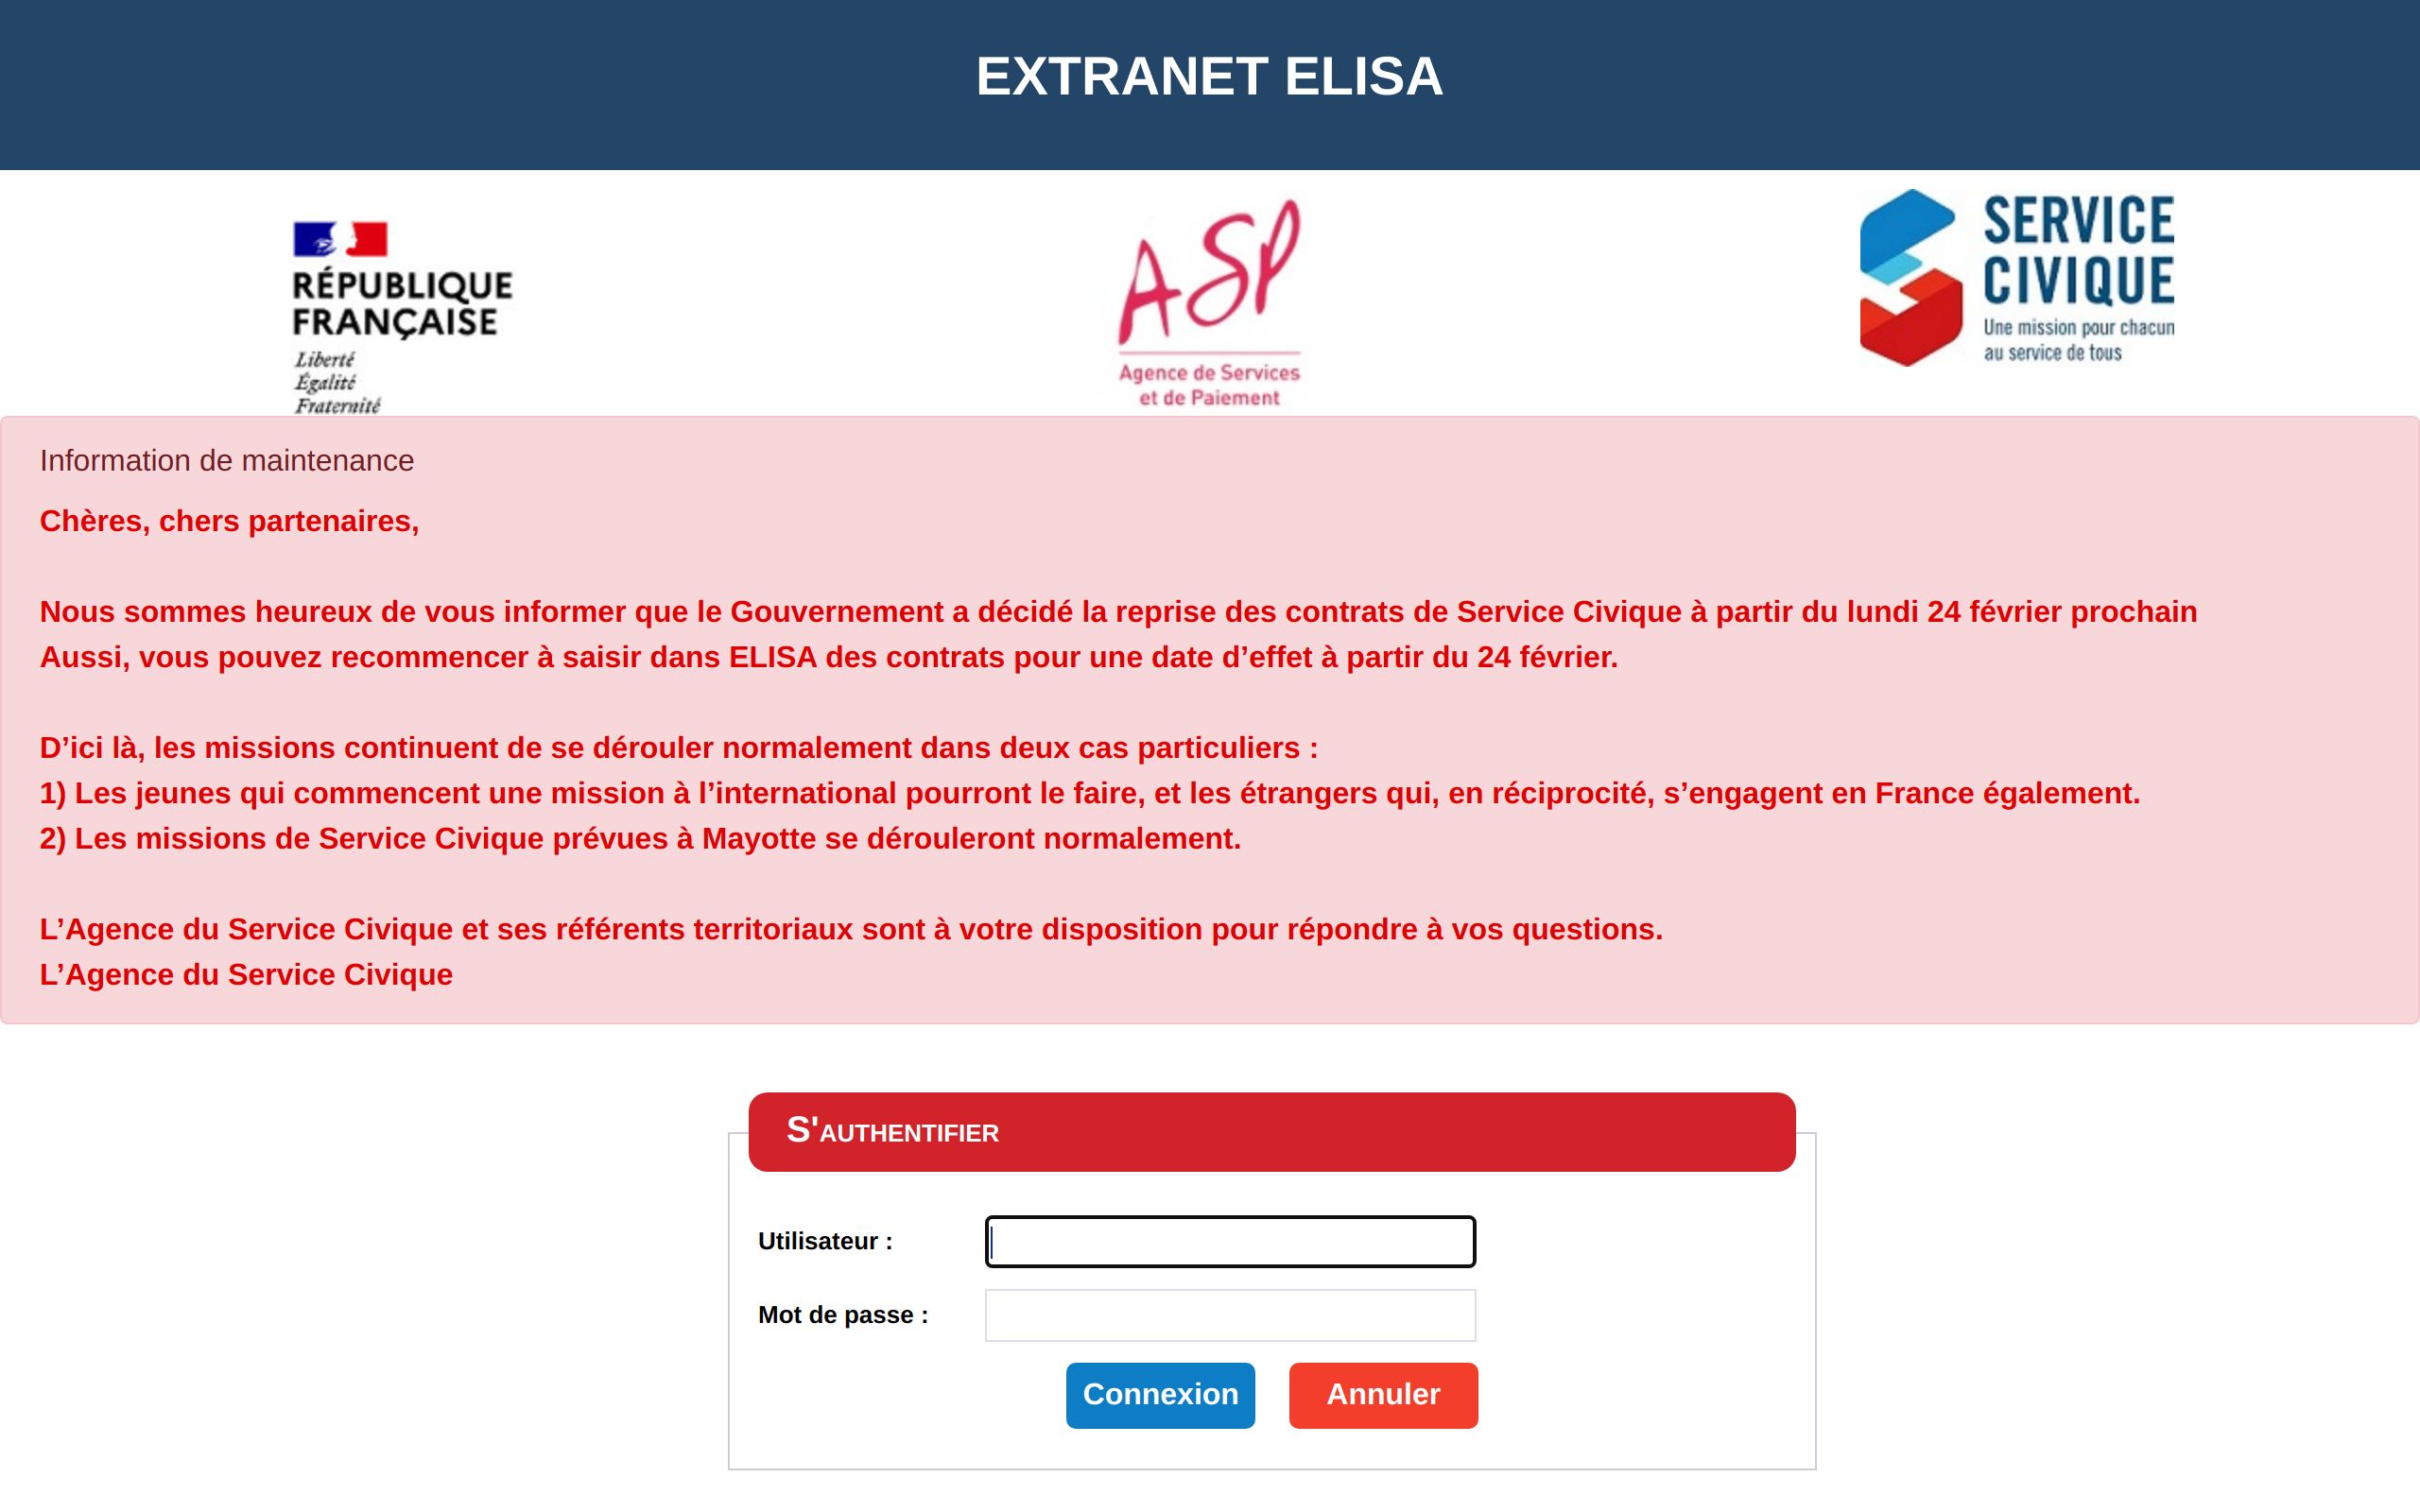 EXTRANET ELISA
RÉPUBLIQUE
FRANÇAISE
Liberté
Égalité
Fraternité
ASP
Agence de Services
et de Paiement
SERVICE
CIVIQUE
Une mission pour chacun
au service de tous
Information de maintenance
Chères, chers partenaires,
Nous sommes heureux de vous informer que le Gouvernement a décidé la reprise des contrats de Service Civique à partir du lundi 24 février prochain
Aussi, vous pouvez recommencer à saisir dans ELISA des contrats pour une date d’effet à partir du 24 février.
D’ici là, les missions continuent de se dérouler normalement dans deux cas particuliers :
1) Les jeunes qui commencent une mission à l’international pourront le faire, et les étrangers qui, en réciprocité, s’engagent en France également.
2) Les missions de Service Civique prévues à Mayotte se dérouleront normalement.
L’Agence du Service Civique et ses référents territoriaux sont à votre disposition pour répondre à vos questions.
L’Agence du Service Civique
S'AUTHENTIFIER
Utilisateur :
Mot de passe :
Connexion Annuler